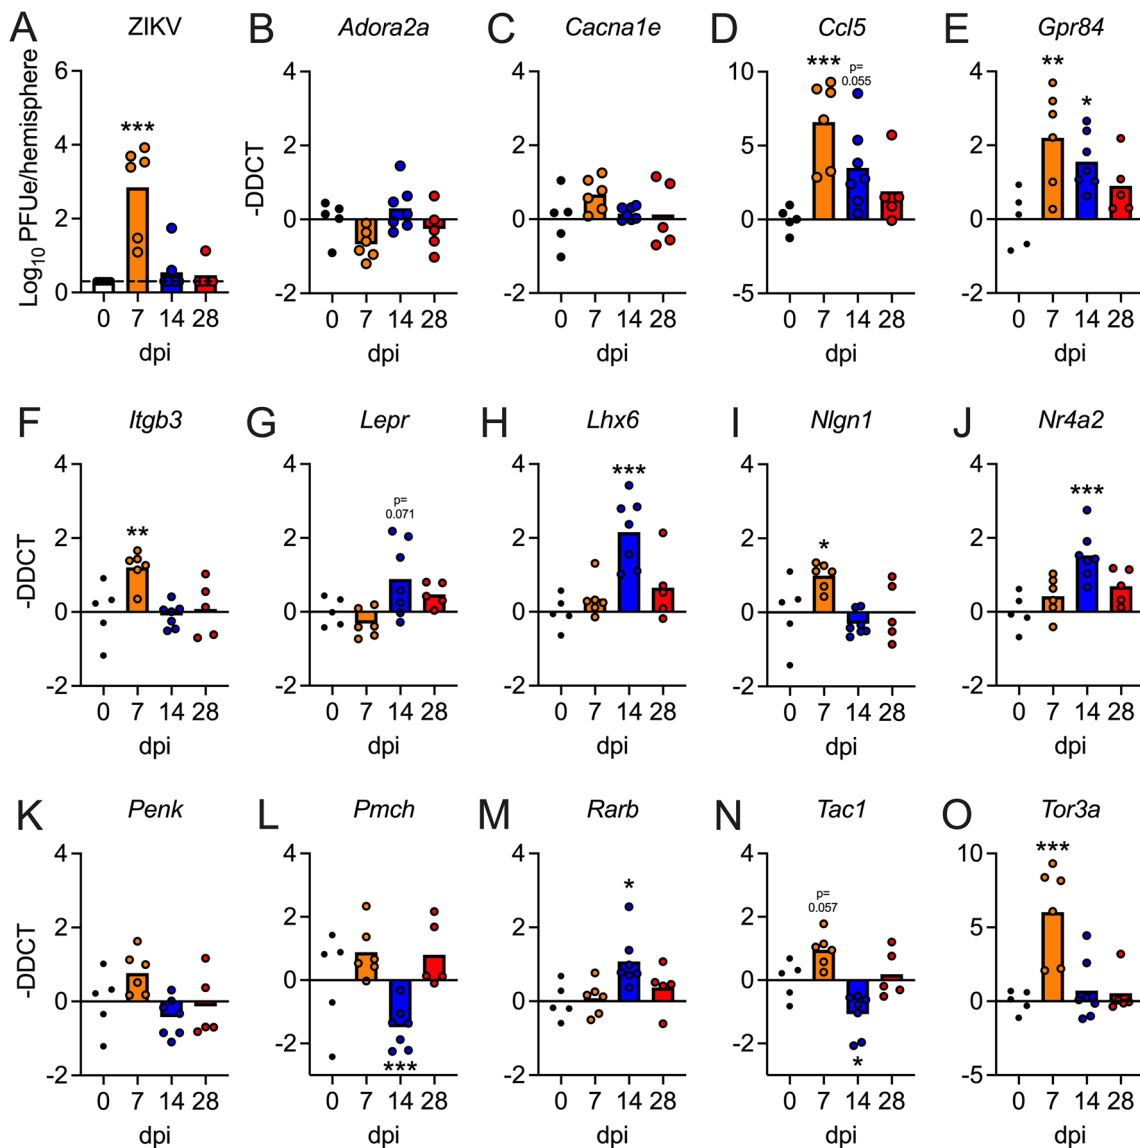 A ZIKV
Log10 PFUe/hemisphere
6
4
2
0
***
0 7 14 28
dpi
B Adora2a
-DDCT
4
2
0
-2
0 7 14 28
dpi
C Cacna1e
4
2
0
-2
0 7 14 28
dpi
D Ccl5
10
5
0
-5
***
p=
0.055
0 7 14 28
dpi
E Gpr84
4
2
0
-2
**
*
0 7 14 28
dpi
F Itgb3
-DDCT
4
2
0
-2
**
0 7 14 28
dpi
G Lepr
4
2
0
-2
p=
0.071
0 7 14 28
dpi
H Lhx6
4
2
0
-2
***
0 7 14 28
dpi
I Nlgn1
4
2
0
-2
*
0 7 14 28
dpi
J Nr4a2
4
2
0
-2
***
0 7 14 28
dpi
K Penk
-DDCT
4
2
0
-2
0 7 14 28
dpi
L Pmch
4
2
0
-2
***
0 7 14 28
dpi
M Rarb
4
2
0
-2
*
0 7 14 28
dpi
N Tac1
4
2
0
-2
p=
0.057
*
0 7 14 28
dpi
O Tor3a
10
5
0
-5
***
0 7 14 28
dpi